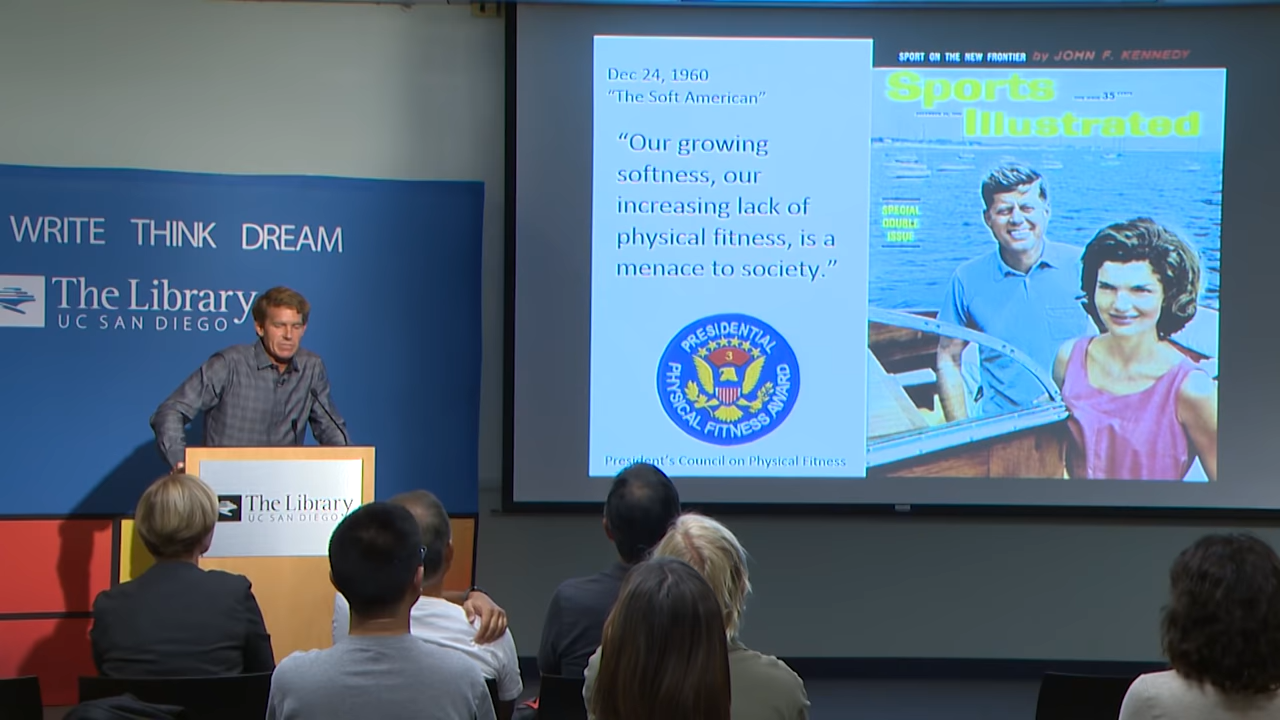 WRITE THINK DREAM
The Library
UC SAN DIEGO
The Library
UC SAN DIEGO
Dec 24, 1960
“The Soft American”
“Our growing
softness, our
increasing lack of
physical fitness, is a
menace to society.”
PRESIDENTIAL
3
PHYSICAL FITNESS AWARD
President's Council on Physical Fitness
SPORT ON THE NEW FRONTIER by JOHN F. KENNEDY
Sports
35
Illustrated
SPECIAL
DOUBLE
ISSUE